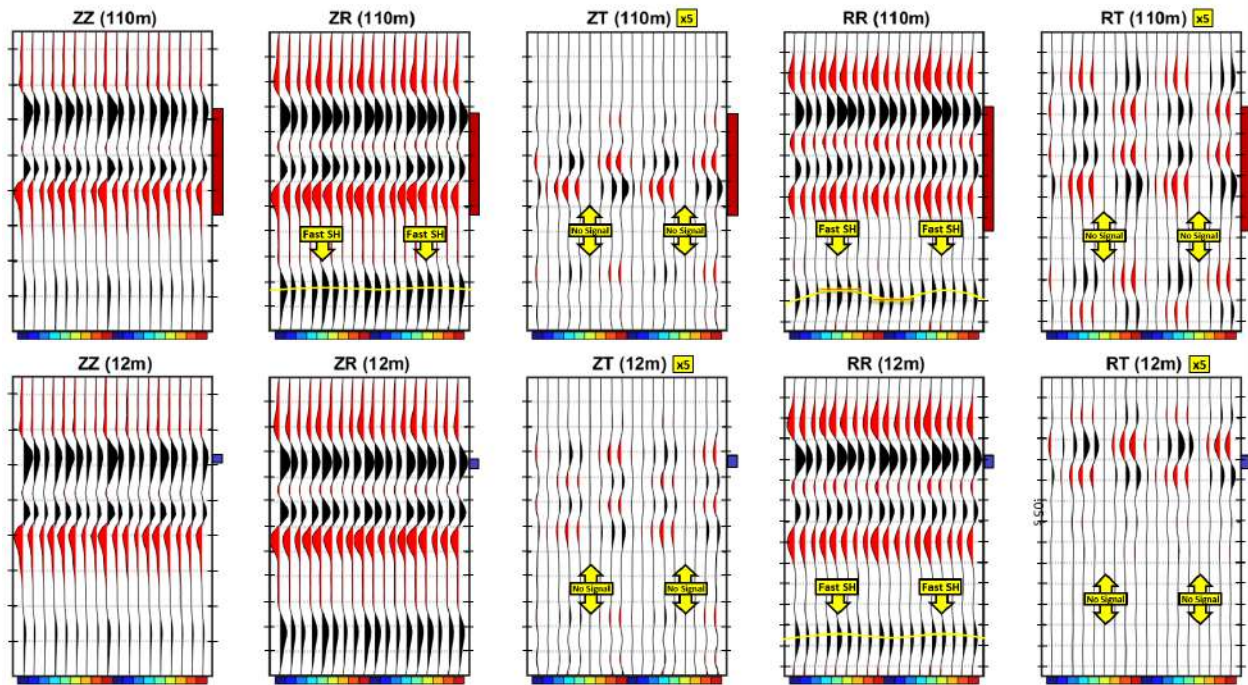 ZZ (110m)
ZR (110m)
ZT (110m) x5
RR (110m)
RT (110m) x5
Fast SH
Fast SH
No Signal
No Signal
Fast SH
Fast SH
No Signal
No Signal
ZZ (12m)
ZR (12m)
ZT (12m) x5
RR (12m)
RT (12m) x5
No Signal
No Signal
Fast SH
Fast SH
No Signal
No Signal